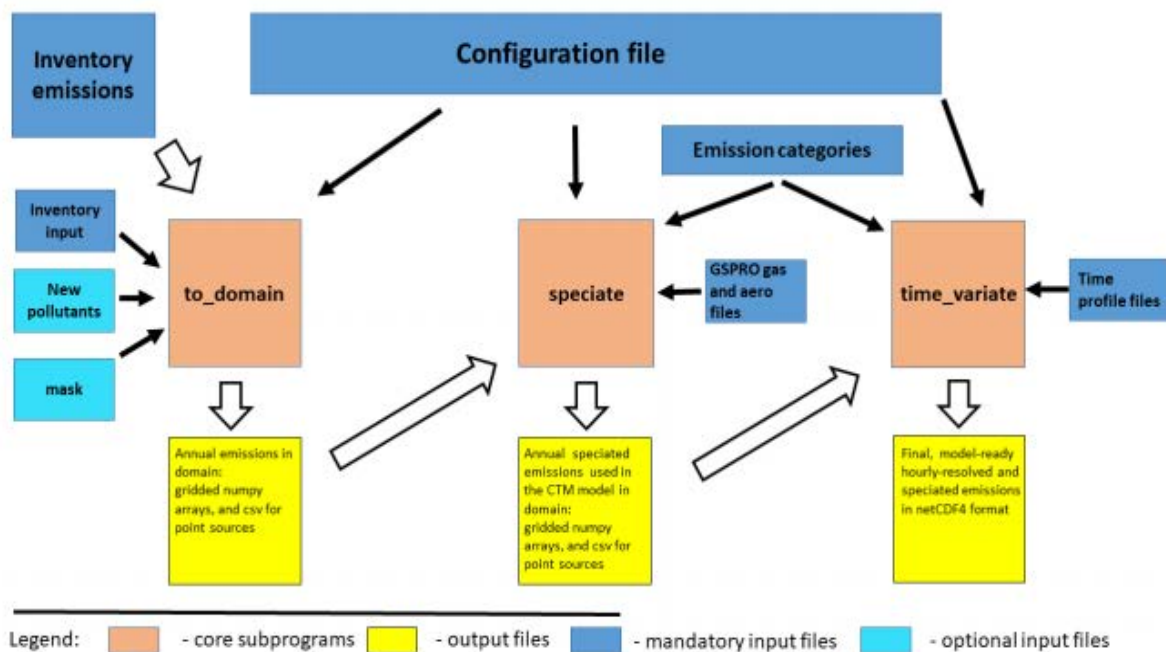 Inventory
emissions
Configuration file
Emission categories
Inventory
input
New
pollutants
mask
to_domain
speciate
GSPRO gas
and aero
files
time_variate
Time
profile files
Annual emissions in
domain:
gridded numpy
arrays, and csv for
point sources
Annual speciated
emissions used in
the CTM model in
domain:
gridded numpy
arrays, and csv for
point sources
Final, model-ready
hourly-resolved and
speciated emissions
in netCDF4 format
Legend: - core subprograms - output files - mandatory input files - optional input files